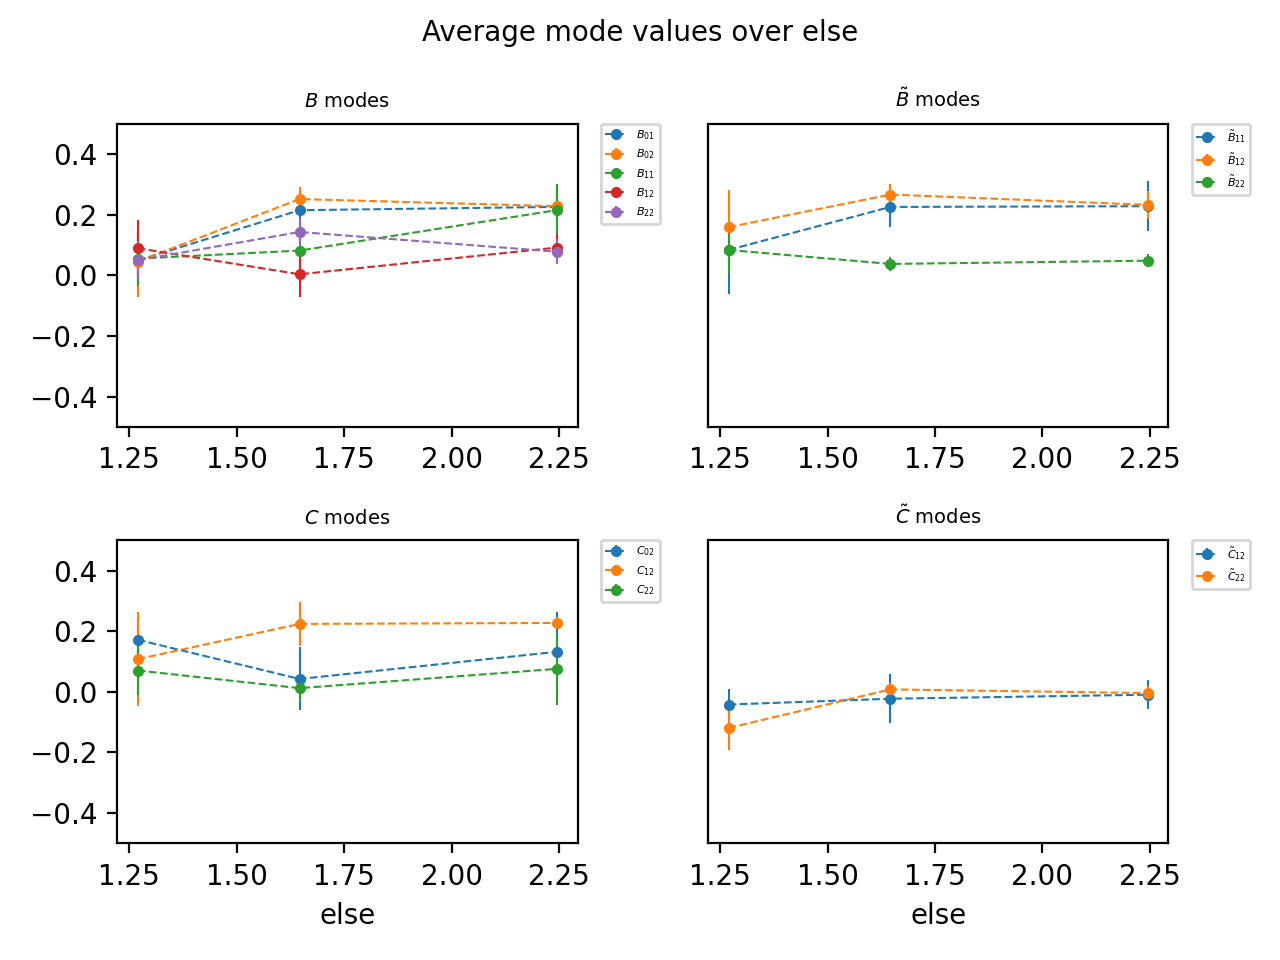 Average mode values over else
B modes
0.4
0.2
0.0
−0.2
−0.4
1.25 1.50 1.75 2.00 2.25
B₀₁
B₀₂
B₁₁
B₁₂
B₂₂
B̃ modes
1.25 1.50 1.75 2.00 2.25
B̃₁₁
B̃₁₂
B̃₂₂
C modes
0.4
0.2
0.0
−0.2
−0.4
1.25 1.50 1.75 2.00 2.25
else
C₀₂
C₁₂
C₂₂
C̃ modes
1.25 1.50 1.75 2.00 2.25
else
C̃₁₂
C̃₂₂